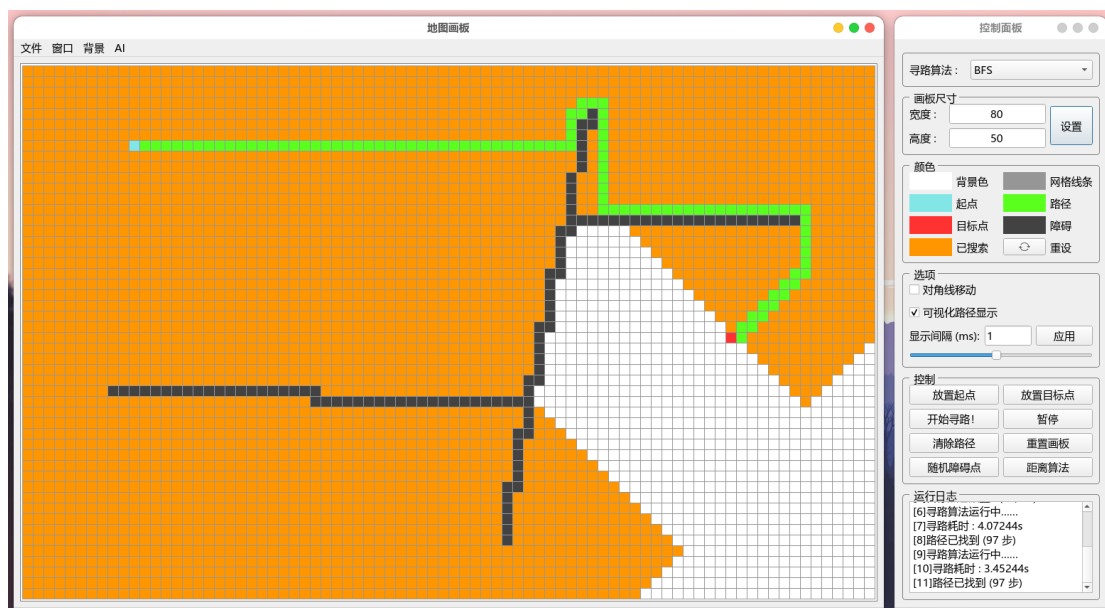 地图画板
文件 窗口 背景 AI
控制面板
寻路算法： BFS
画板尺寸
宽度： 80
高度： 50
设置
颜色
背景色 网格线条
起点 路径
目标点 障碍
已搜索 重设
选项
对角线移动
可视化路径显示
显示间隔 (ms): 1 应用
控制
放置起点 放置目标点
开始寻路! 暂停
清除路径 重置画板
随机障碍点 距离算法
运行日志
[6]寻路算法运行中......
[7]寻路耗时 : 4.07244s
[8]路径已找到 (97 步)
[9]寻路算法运行中......
[10]寻路耗时 : 3.45244s
[11]路径已找到 (97 步)